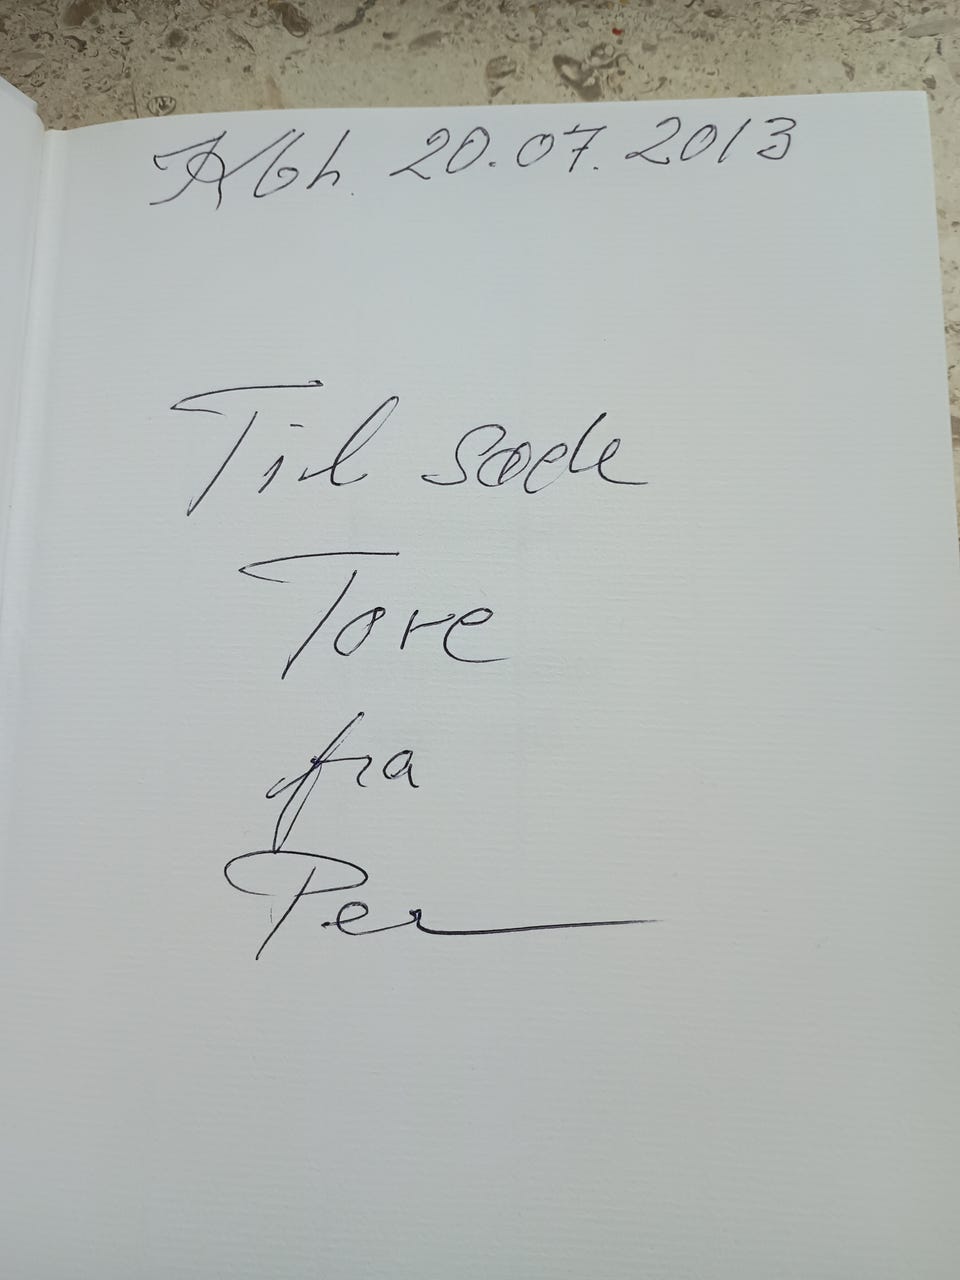 Kbh. 20.07.2013
Til søde
Tore
fra
Per